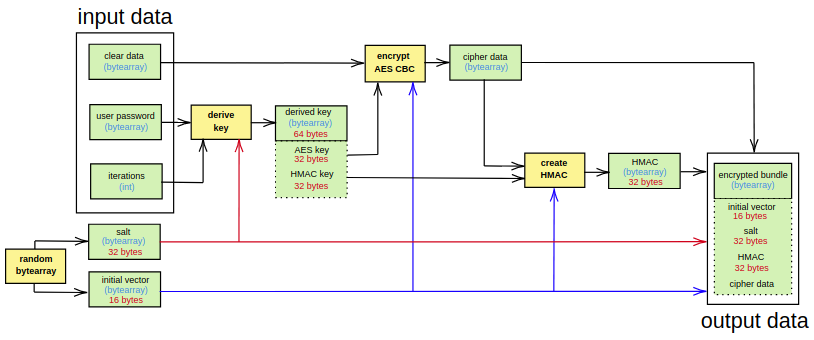 input data
clear data
(bytearray)
user password
(bytearray)
iterations
(int)
derive
key
derived key
(bytearray)
64 bytes
AES key
32 bytes
HMAC key
32 bytes
encrypt
AES CBC
cipher data
(bytearray)
create
HMAC
HMAC
(bytearray)
32 bytes
random
bytearray
salt
(bytearray)
32 bytes
initial vector
(bytearray)
16 bytes
encrypted bundle
(bytearray)
initial vector
16 bytes
salt
32 bytes
HMAC
32 bytes
cipher data
output data